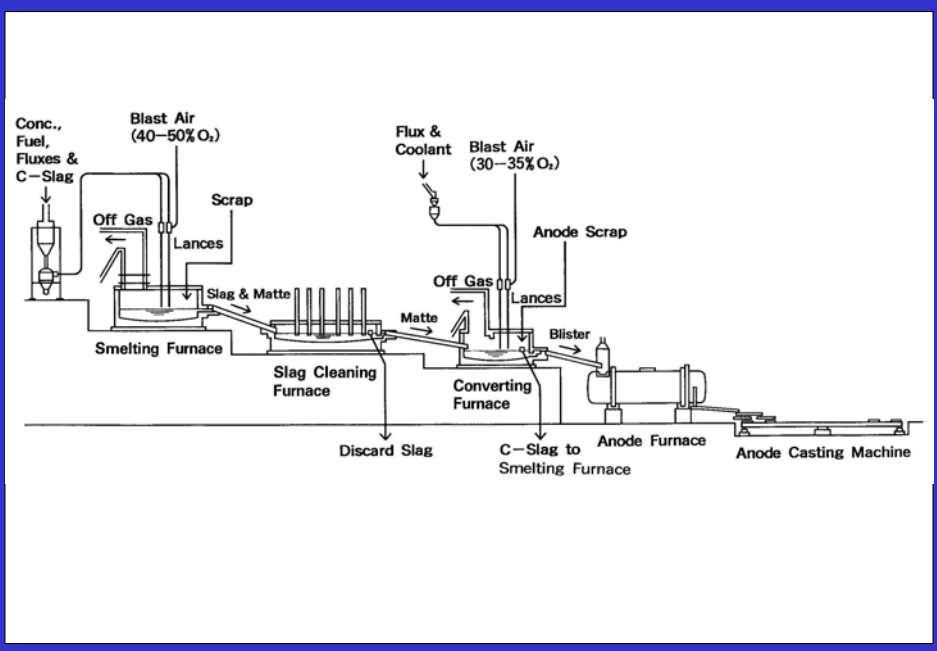 Conc.,
Fuel,
Fluxes &
C-Slag
Blast Air
(40-50% O₂)
Off Gas
Lances
Scrap
Slag & Matte
Smelting Furnace
Slag Cleaning
Furnace
Discard Slag
Matte
Flux &
Coolant
Blast Air
(30-35% O₂)
Off Gas
Lances
Anode Scrap
Blister
Converting
Furnace
C-Slag to
Smelting Furnace
Anode Furnace
Anode Casting Machine